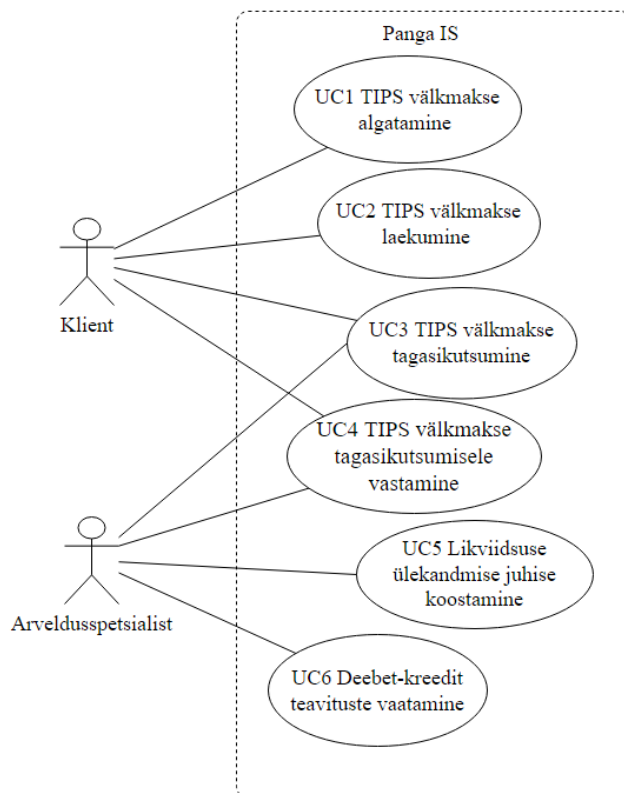 Panga IS
UC1 TIPS välkmakse
algatamine
UC2 TIPS välkmakse
laekumine
Klient
UC3 TIPS välkmakse
tagasikutsumine
UC4 TIPS välkmakse
tagasikutsumisele
vastamine
Arveldusspetsialist
UC5 Likviidsuse
ülekandmise juhise
koostamine
UC6 Deebet-kreedit
teavituste vaatamine